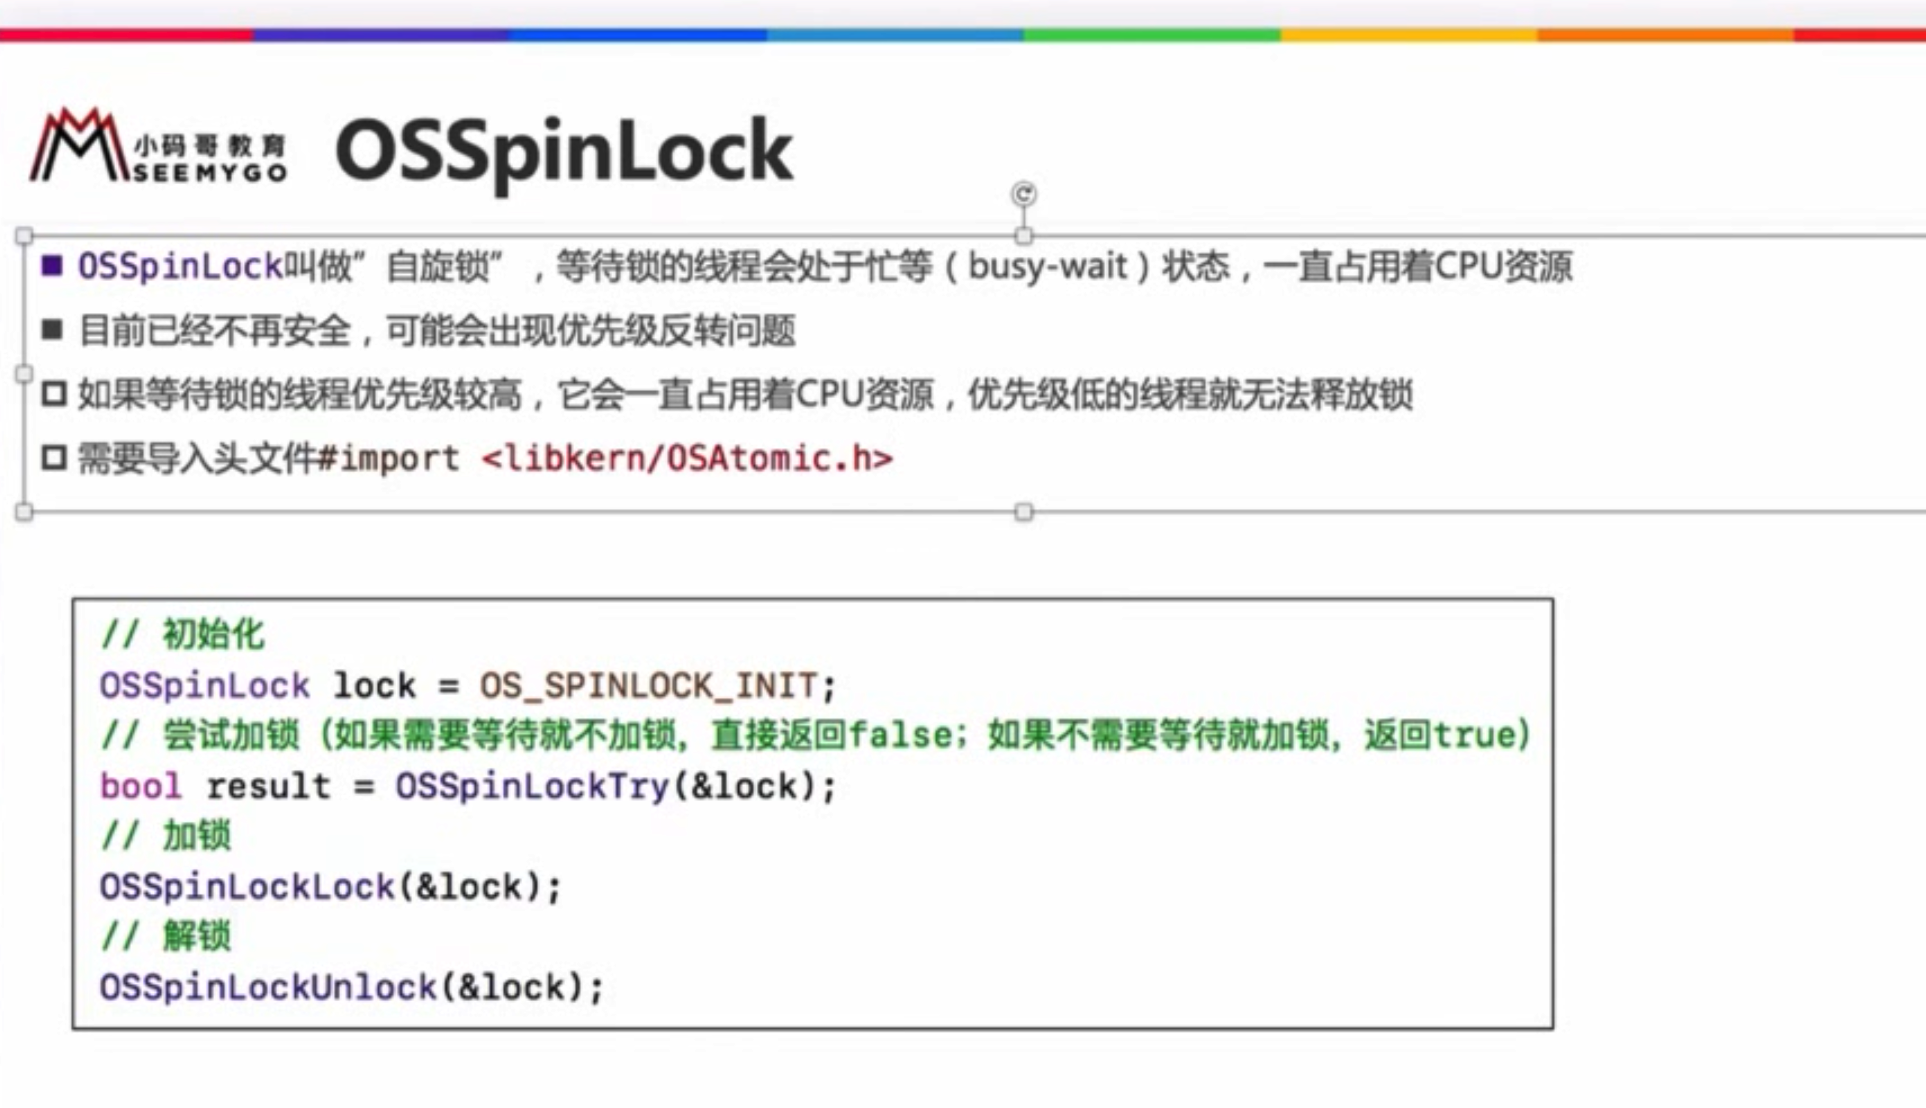 小码哥教育
SEEMYGO
OSSpinLock
OSSpinLock叫做”自旋锁”，等待锁的线程会处于忙等（busy-wait）状态，一直占用着CPU资源
目前已经不再安全，可能会出现优先级反转问题
如果等待锁的线程优先级较高，它会一直占用着CPU资源，优先级低的线程就无法释放锁
需要导入头文件#import <libkern/OSAtomic.h>
// 初始化
OSSpinLock lock = OS_SPINLOCK_INIT;
// 尝试加锁（如果需要等待就不加锁，直接返回false；如果不需要等待就加锁，返回true）
bool result = OSSpinLockTry(&lock);
// 加锁
OSSpinLockLock(&lock);
// 解锁
OSSpinLockUnlock(&lock);